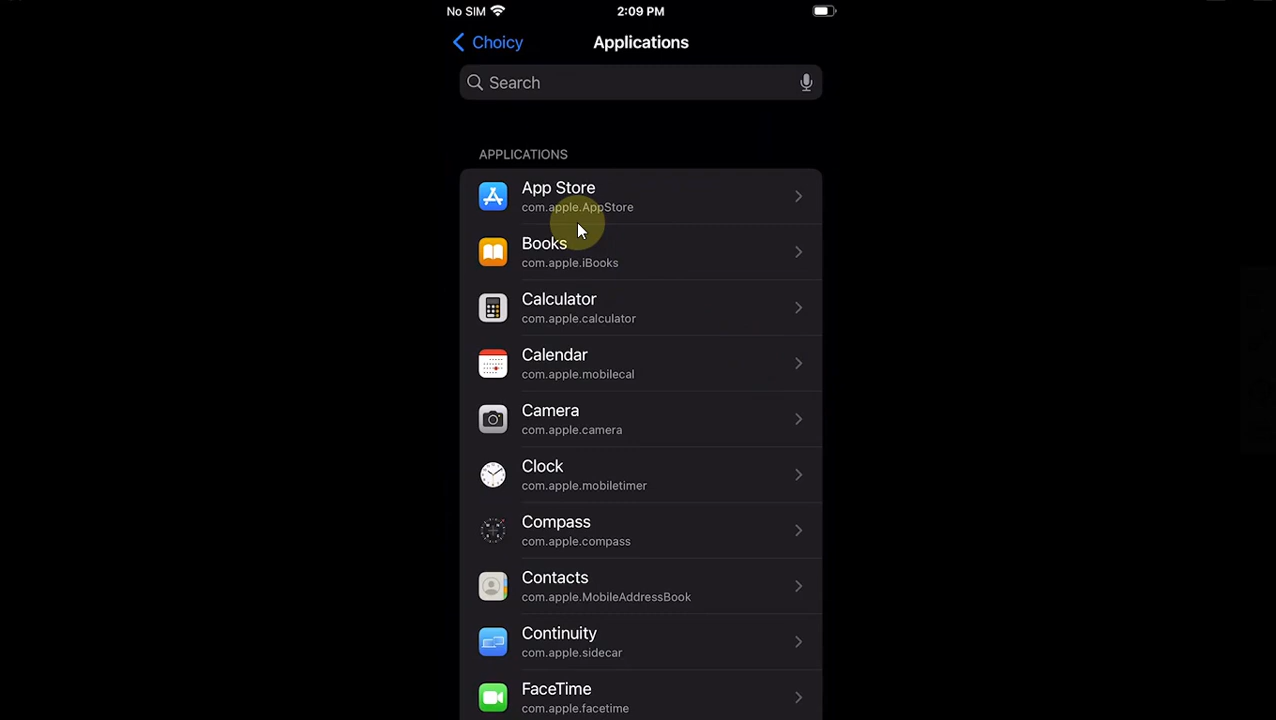 No SIM 2:09 PM
Choicy Applications
Search
APPLICATIONS
App Store
com.apple.AppStore
Books
com.apple.iBooks
Calculator
com.apple.calculator
Calendar
com.apple.mobilecal
Camera
com.apple.camera
Clock
com.apple.mobiletimer
Compass
com.apple.compass
Contacts
com.apple.MobileAddressBook
Continuity
com.apple.sidecar
FaceTime
com.apple.facetime